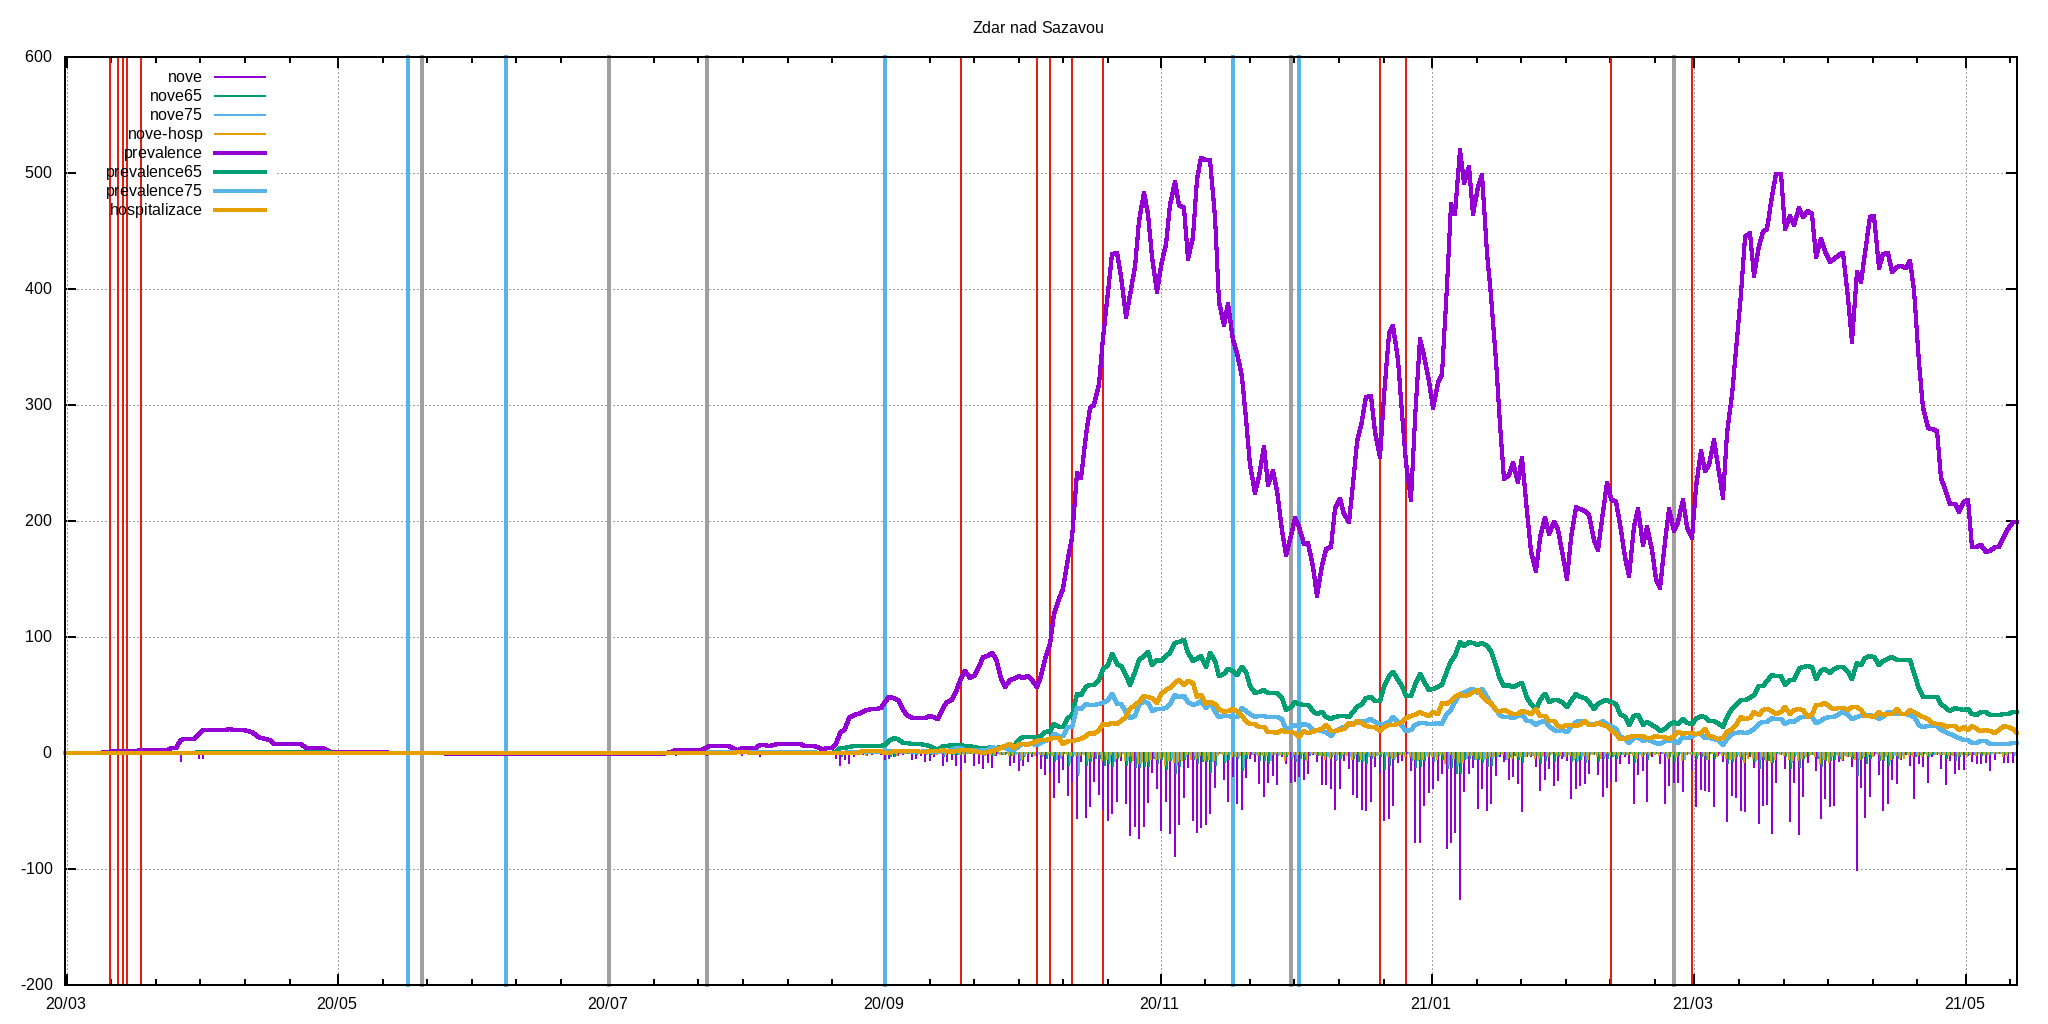 Zdar nad Sazavou
600
500
400
300
200
100
0
-100
-200
nove
nove65
nove75
nove-hosp
prevalence
prevalence65
prevalence75
hospitalizace
20/03 20/05 20/07 20/09 20/11 21/01 21/03 21/05